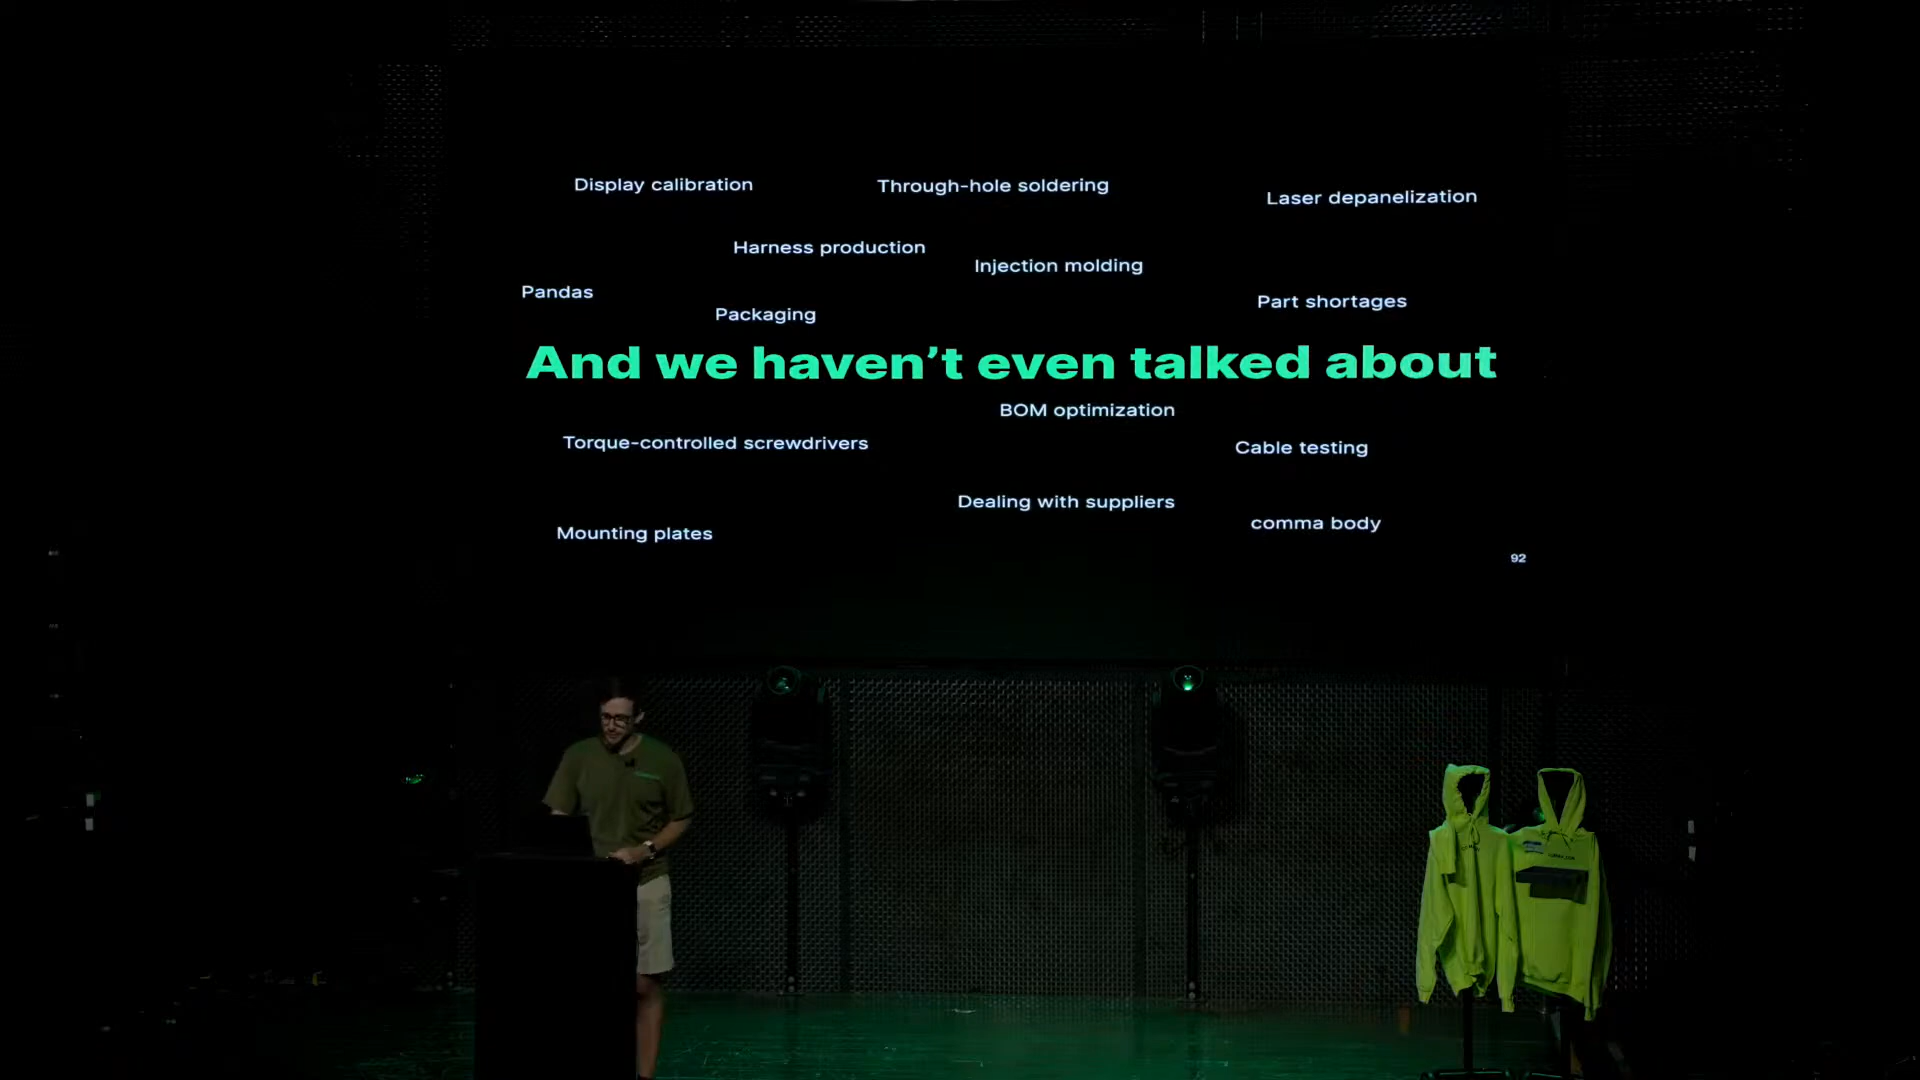 Display calibration
Through-hole soldering
Laser depanelization
Harness production
Injection molding
Pandas
Packaging
Part shortages
And we haven’t even talked about
BOM optimization
Torque-controlled screwdrivers
Cable testing
Dealing with suppliers
comma body
Mounting plates
92